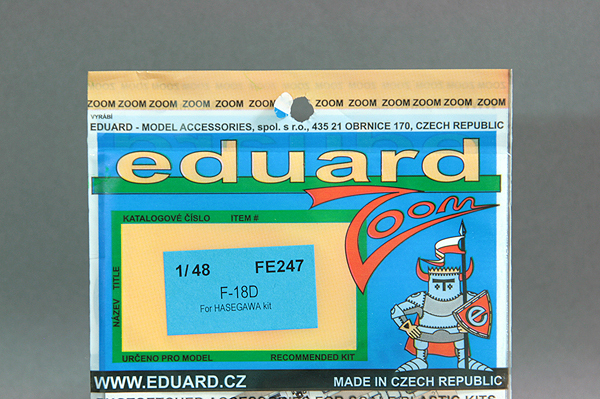 ZOOM ZOOM ZOOM ZOOM ZOOM ZOOM ZOOM ZOOM ZOOM ZOOM ZOOM ZOOM
VYRÁBÍ
EDUARD - MODEL ACCESSORIES, spol. s r.o., 435 21 OBRNICE 170, CZECH REPUBLIC
eduard
Zoom
KATALOGOVÉ ČÍSLO ITEM #
1/48 FE247
F-18D
For HASEGAWA kit
NÁZEV TITLE
e
URČENO PRO MODEL RECOMMENDED KIT
WWW.EDUARD.CZ MADE IN CZECH REPUBLIC